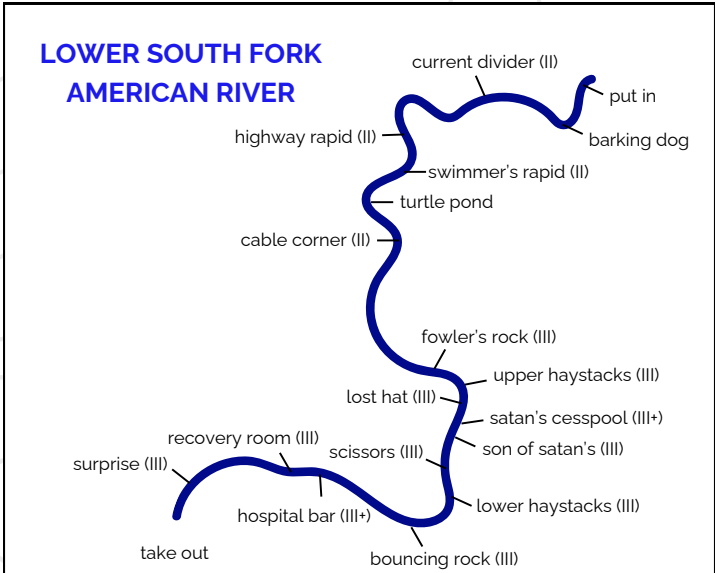 LOWER SOUTH FORK
AMERICAN RIVER
current divider (II)
put in
barking dog
highway rapid (II)
swimmer's rapid (II)
turtle pond
cable corner (II)
fowler's rock (III)
upper haystacks (III)
lost hat (III)
satan's cesspool (III+)
son of satan's (III)
scissors (III)
recovery room (III)
surprise (III)
lower haystacks (III)
hospital bar (III+)
take out
bouncing rock (III)